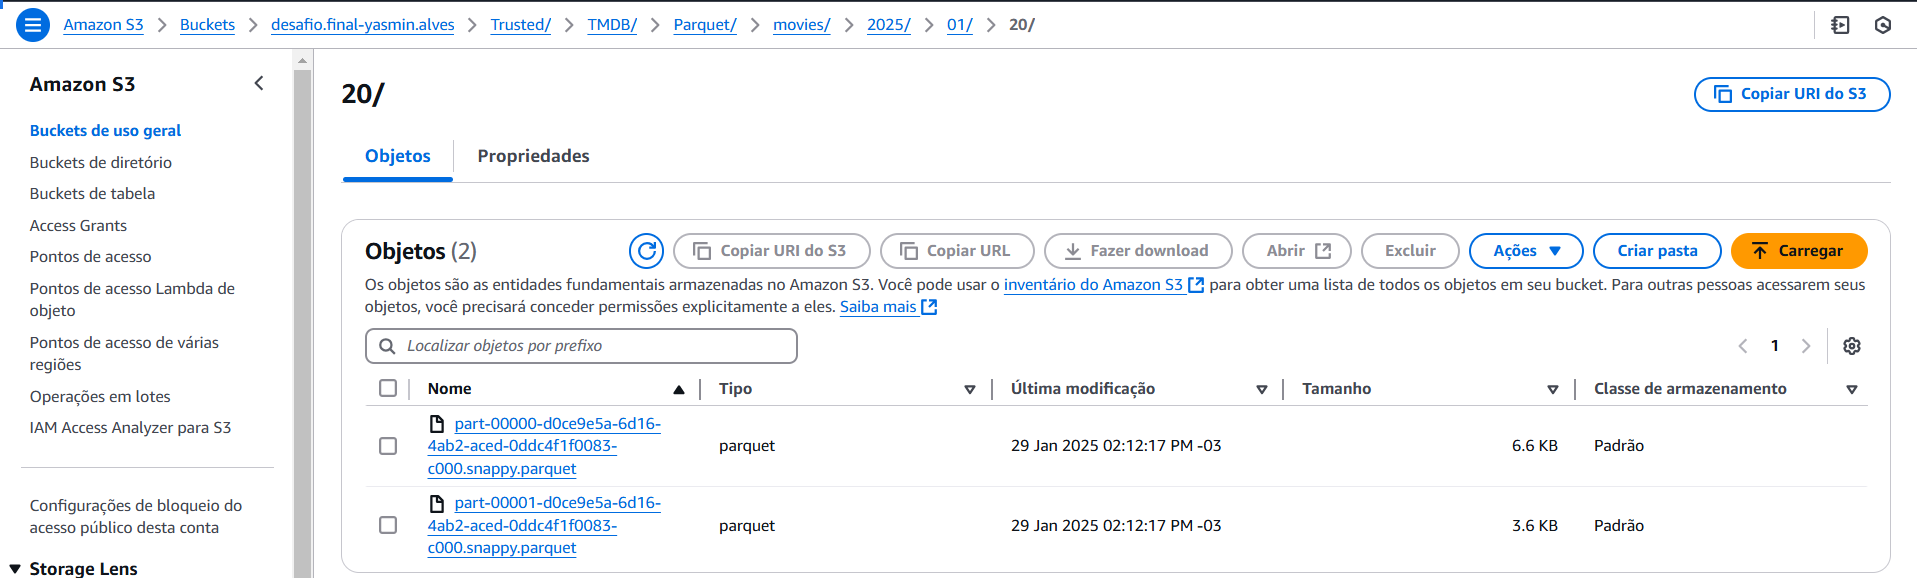 Amazon S3 > Buckets > desafio.final-yasmin.alves > Trusted/ > TMDB/ > Parquet/ > movies/ > 2025/ > 01/ > 20/
Amazon S3
Buckets de uso geral
Buckets de diretório
Buckets de tabela
Access Grants
Pontos de acesso
Pontos de acesso Lambda de
objeto
Pontos de acesso de várias
regiões
Operações em lotes
IAM Access Analyzer para S3
Configurações de bloqueio do
acesso público desta conta
Storage Lens
20/
Copiar URI do S3
Objetos Propriedades
Objetos (2) Copiar URI do S3 Copiar URL Fazer download Abrir Excluir Ações Criar pasta Carregar
Os objetos são as entidades fundamentais armazenadas no Amazon S3. Você pode usar o inventário do Amazon S3 para obter uma lista de todos os objetos em seu bucket. Para outras pessoas acessarem seus
objetos, você precisará conceder permissões explicitamente a eles. Saiba mais
Localizar objetos por prefixo 1
Nome Tipo Última modificação Tamanho Classe de armazenamento
part-00000-d0ce9e5a-6d16-
4ab2-aced-0ddc4f1f0083-
c000.snappy.parquet
parquet 29 Jan 2025 02:12:17 PM -03 6.6 KB Padrão
part-00001-d0ce9e5a-6d16-
4ab2-aced-0ddc4f1f0083-
c000.snappy.parquet
parquet 29 Jan 2025 02:12:17 PM -03 3.6 KB Padrão